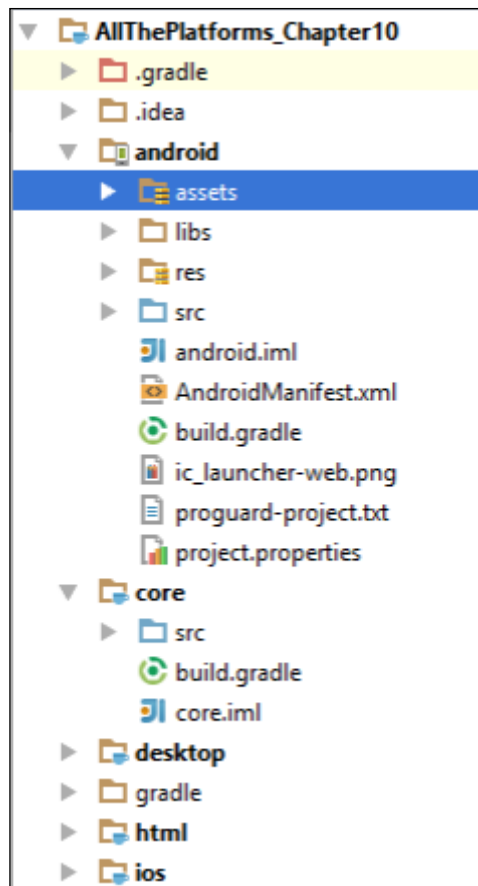 AllThePlatforms_Chapter10
.gradle
.idea
android
assets
libs
res
src
android.iml
AndroidManifest.xml
build.gradle
ic_launcher-web.png
proguard-project.txt
project.properties
core
src
build.gradle
core.iml
desktop
gradle
html
ios